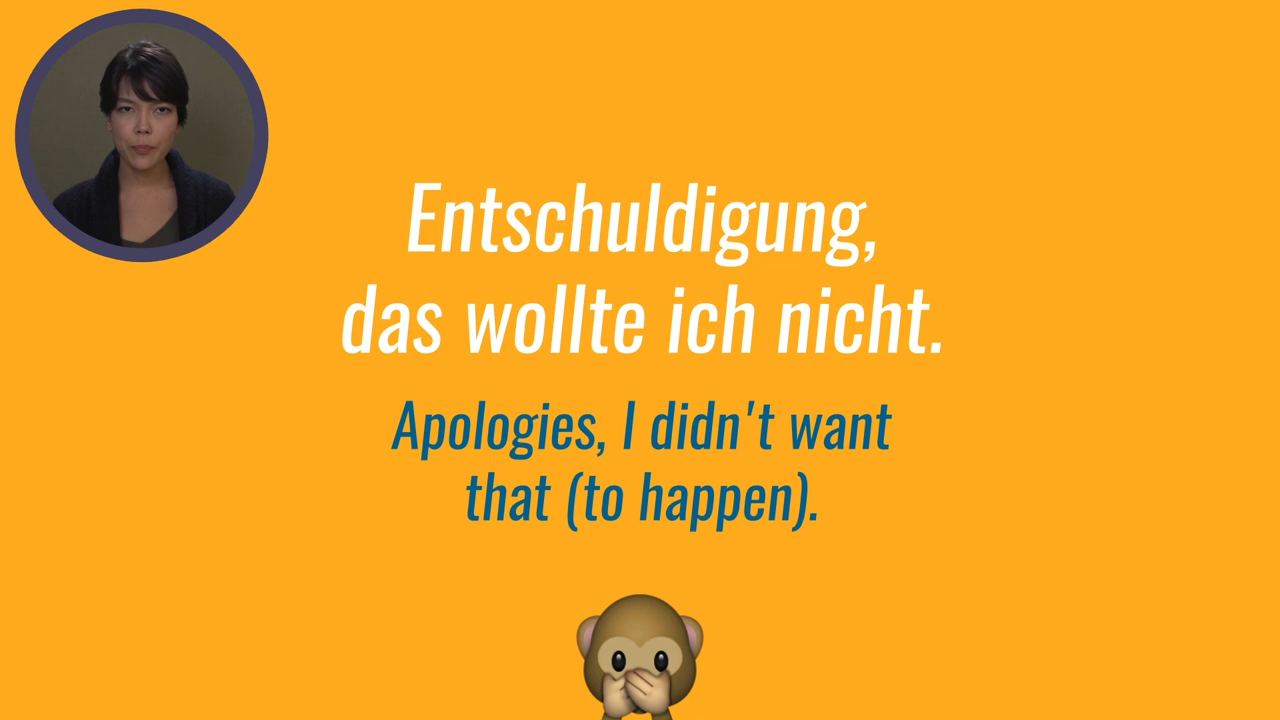 Entschuldigung,
das wollte ich nicht.
Apologies, I didn't want
that (to happen).